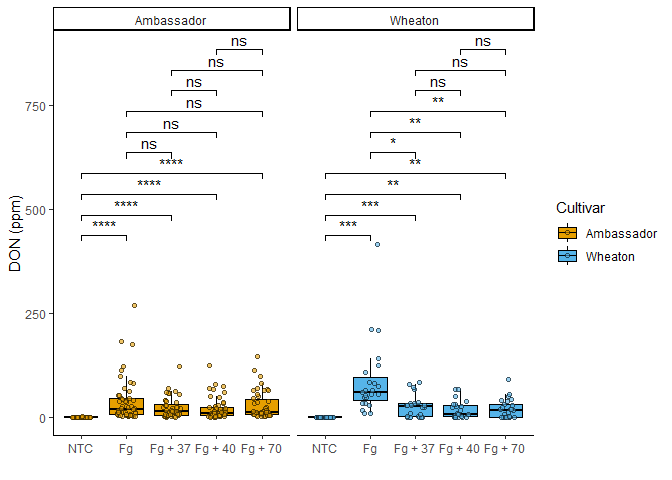 Ambassador
Wheaton
ns
ns
ns
ns
ns
ns
ns
ns
ns
**
ns
**
ns
*
****
**
****
**
****
***
****
***
DON (ppm)
750
500
250
0
NTC
Fg
Fg + 37
Fg + 40
Fg + 70
NTC
Fg
Fg + 37
Fg + 40
Fg + 70
Cultivar
Ambassador
Wheaton